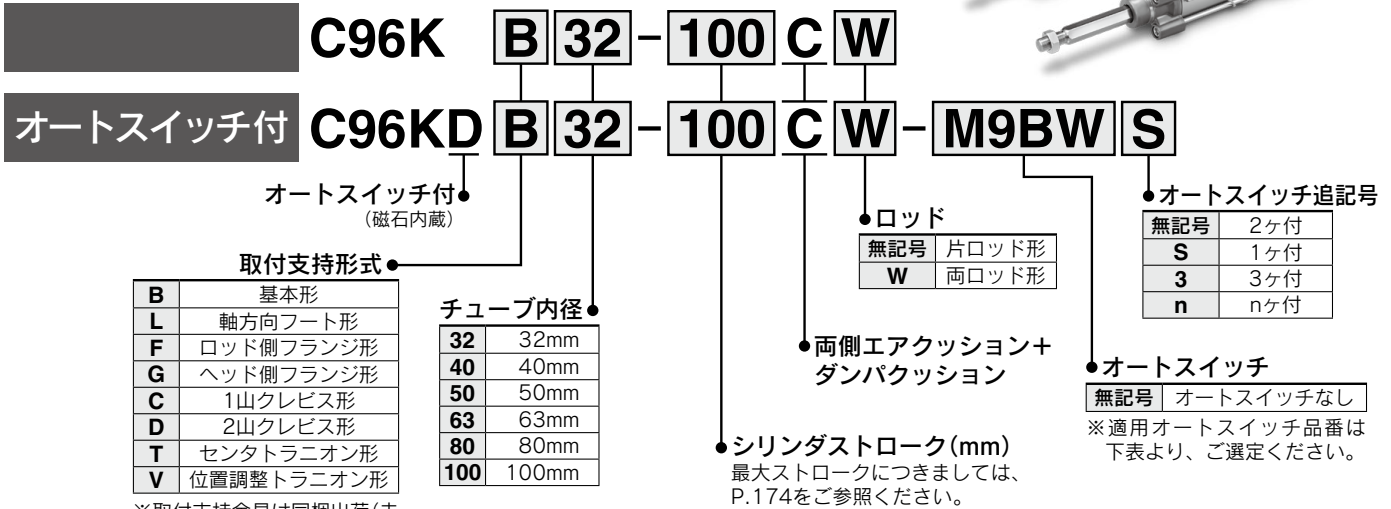 C96K B 32-100 C W
オートスイッチ付 C96KD B 32-100 C W-M9BW S
オートスイッチ付
(磁石内蔵)
取付支持形式
B 基本形
L 軸方向フート形
F ロッド側フランジ形
G ヘッド側フランジ形
C 1山クレビス形
D 2山クレビス形
T センタトラニオン形
V 位置調整トラニオン形
チューブ内径
32 32mm
40 40mm
50 50mm
63 63mm
80 80mm
100 100mm
ロッド
無記号 片ロッド形
W 両ロッド形
両側エアクッション+
ダンパクッション
シリンダストローク(mm)
最大ストロークにつきましては、
P.174をご参照ください。
オートスイッチ追記号
無記号 2ヶ付
S 1ヶ付
3 3ヶ付
n nヶ付
オートスイッチ
無記号 オートスイッチなし
※適用オートスイッチ品番は
下表より、ご選定ください。